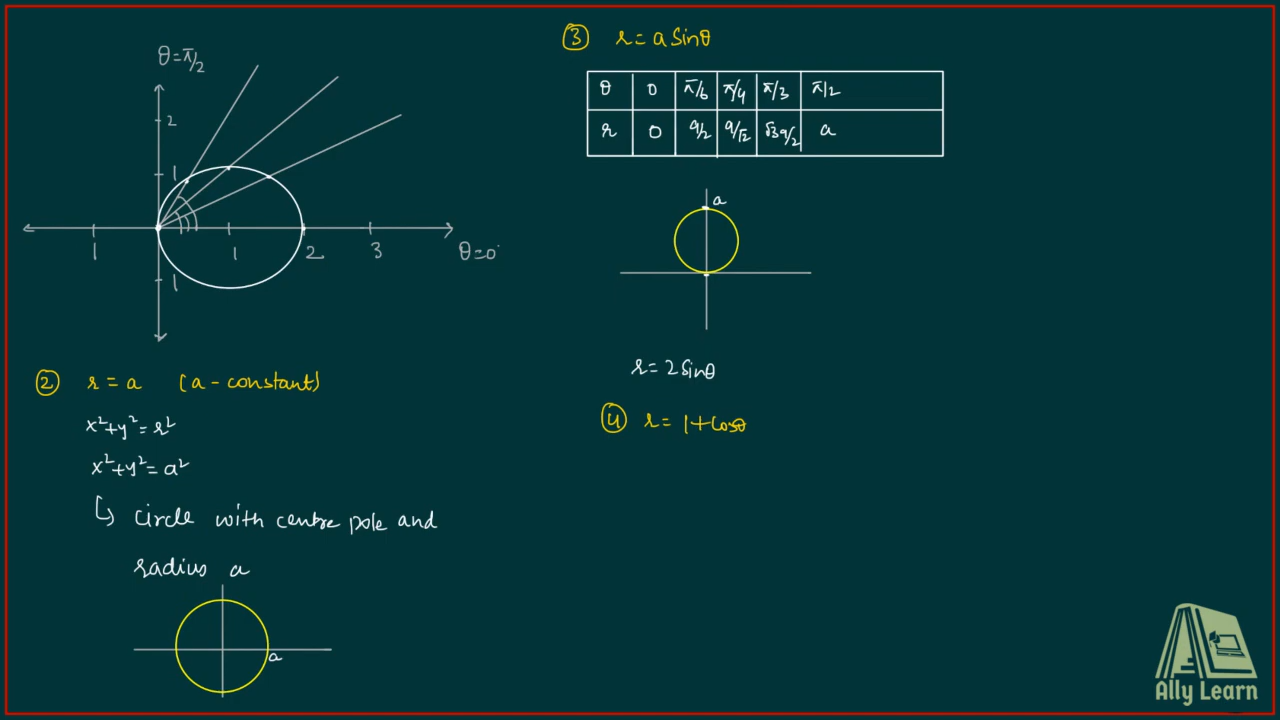 θ=π/2
2
1
1 1 2 3
θ=0
1
② r = a (a - constant)
x²+y²=r²
x²+y²=a²
↳ circle with centre pole and
radius a
a
③ r = a sinθ
θ 0 π/6 π/4 π/3 π/2
r 0 a/2 a/√2 √3a/2 a
a
r = 2 sinθ
④ r = 1+cosθ
Ally Learn